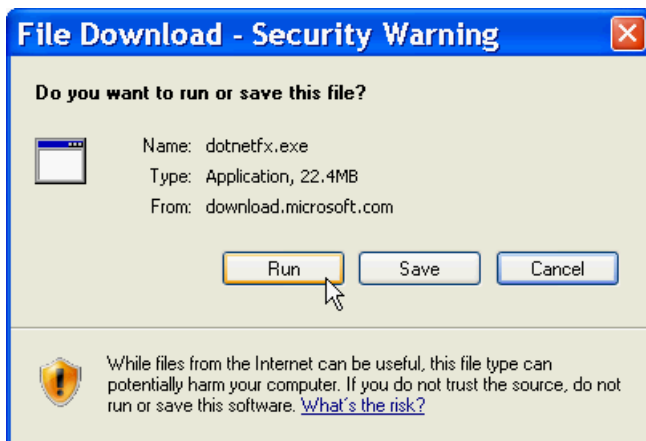 File Download - Security Warning
Do you want to run or save this file?
Name: dotnetfx.exe
Type: Application, 22.4MB
From: download.microsoft.com
Run Save Cancel
While files from the Internet can be useful, this file type can
potentially harm your computer. If you do not trust the source, do not
run or save this software. What's the risk?